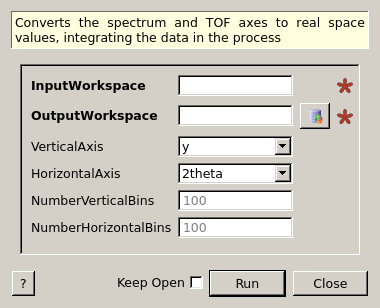 Converts the spectrum and TOF axes to real space
values, integrating the data in the process
InputWorkspace
OutputWorkspace
VerticalAxis y
HorizontalAxis 2theta
NumberVerticalBins 100
NumberHorizontalBins 100
? Keep Open Run Close